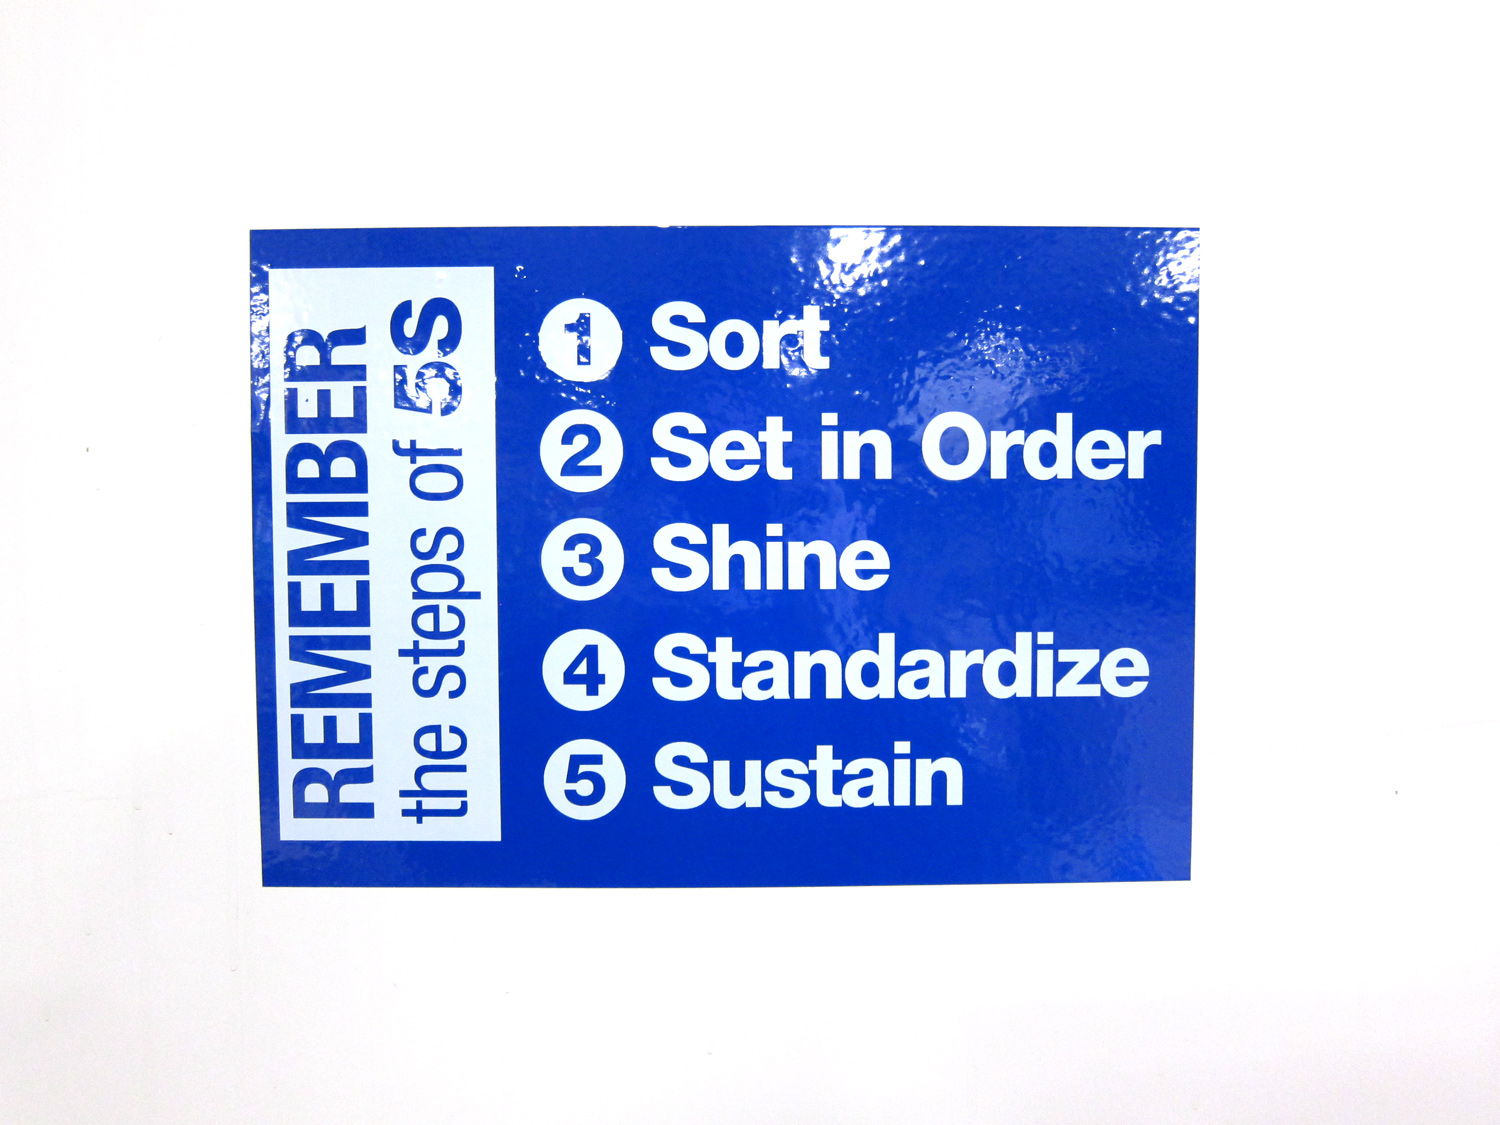 REMEMBER
the steps of 5S
1 Sort
2 Set in Order
3 Shine
4 Standardize
5 Sustain